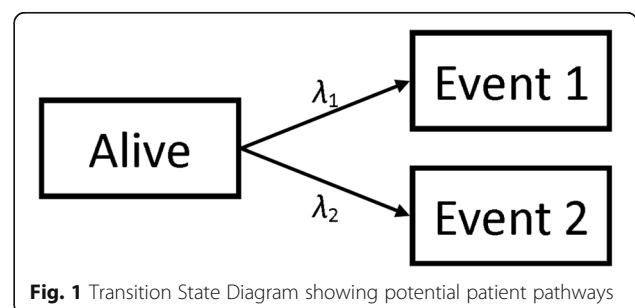 Event 1
λ1
Alive
λ2
Event 2
Fig. 1 Transition State Diagram showing potential patient pathways